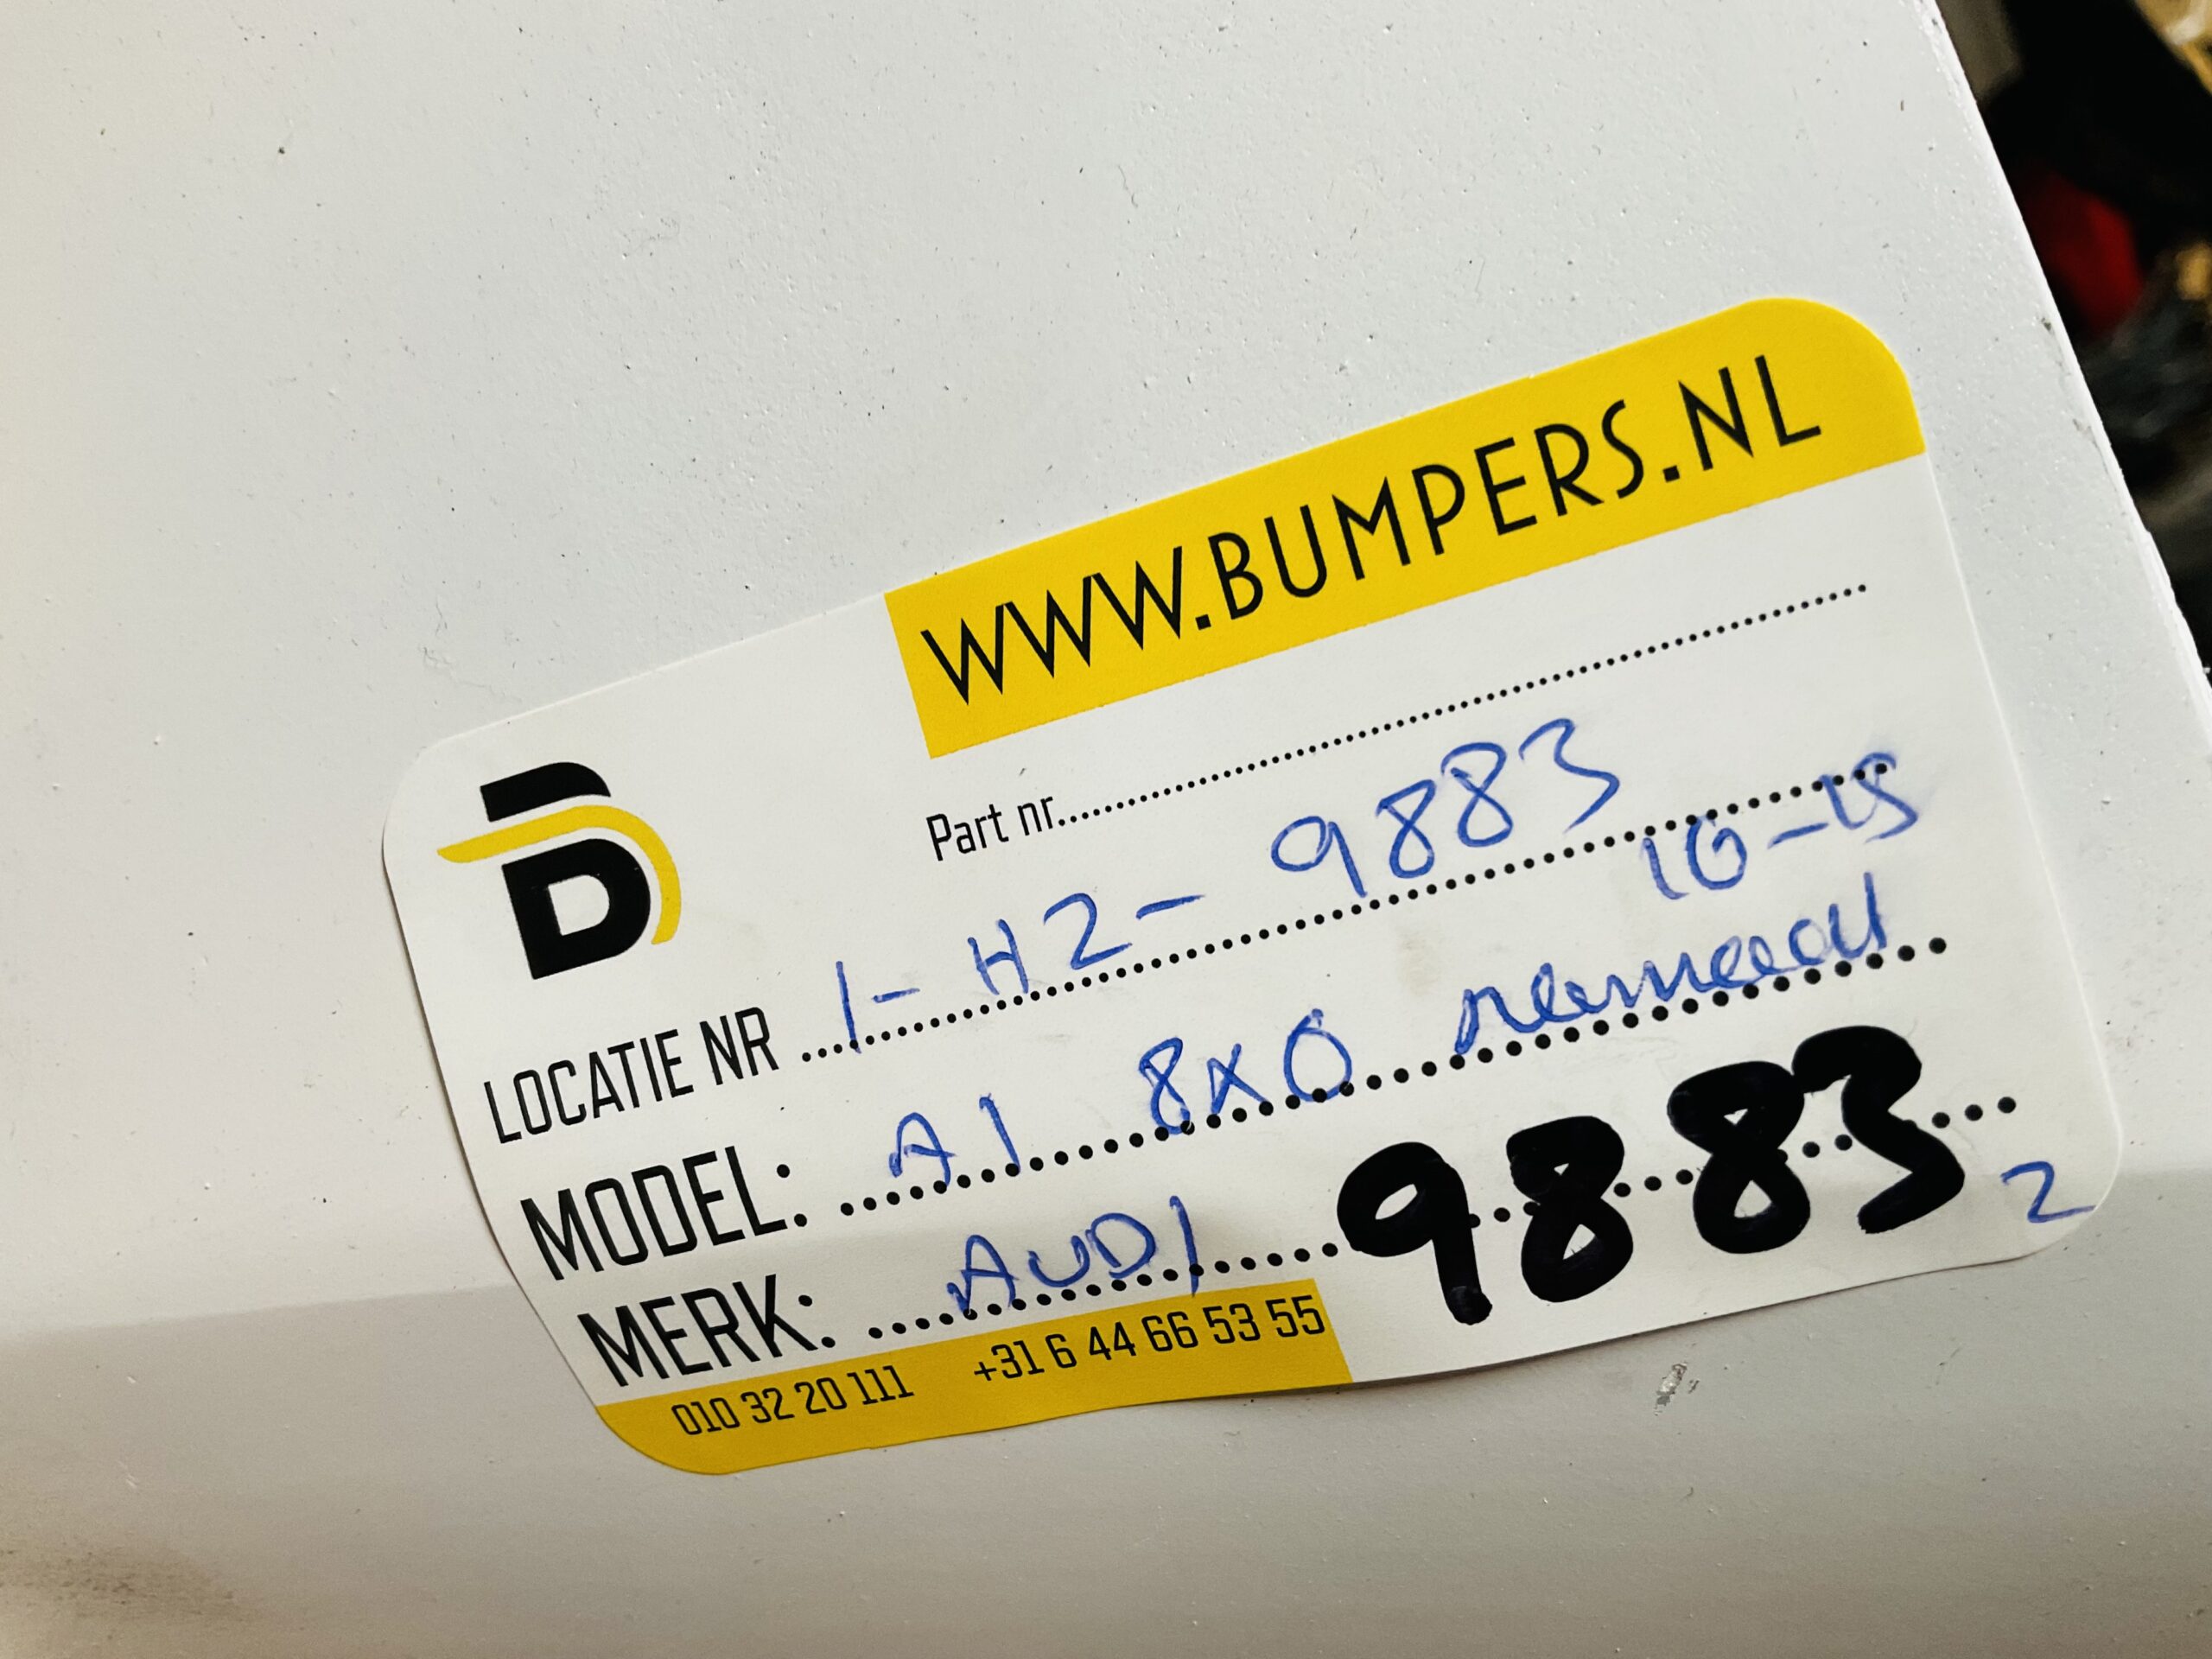 WWW.BUMPERS.NL
Part nr..............................
LOCATIE NR 1-H2-9883
10-15
MODEL: A1 8X0
MERK: AUDI 9883 2
010 32 20 111 +31 6 44 66 53 55